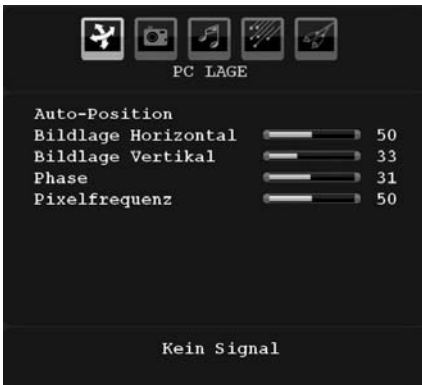 PC LAGE
Auto-Position
Bildlage Horizontal 50
Bildlage Vertikal 33
Phase 31
Pixelfrequenz 50
Kein Signal